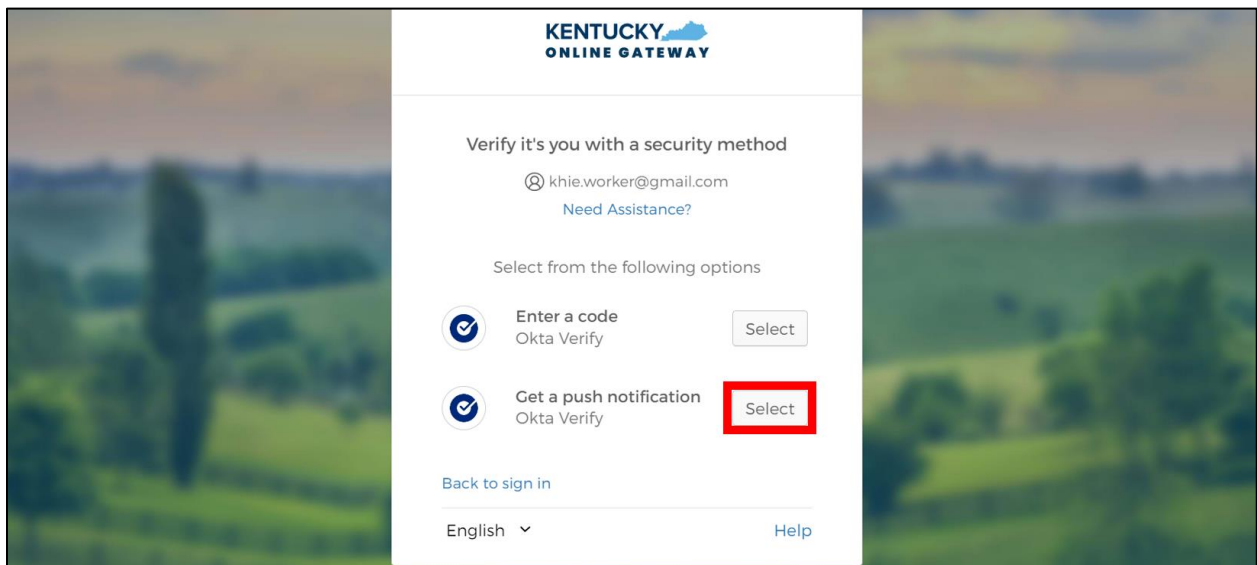 KENTUCKY
ONLINE GATEWAY
Verify it's you with a security method
khie.worker@gmail.com
Need Assistance?
Select from the following options
Enter a code
Okta Verify
Select
Get a push notification
Okta Verify
Select
Back to sign in
English
Help